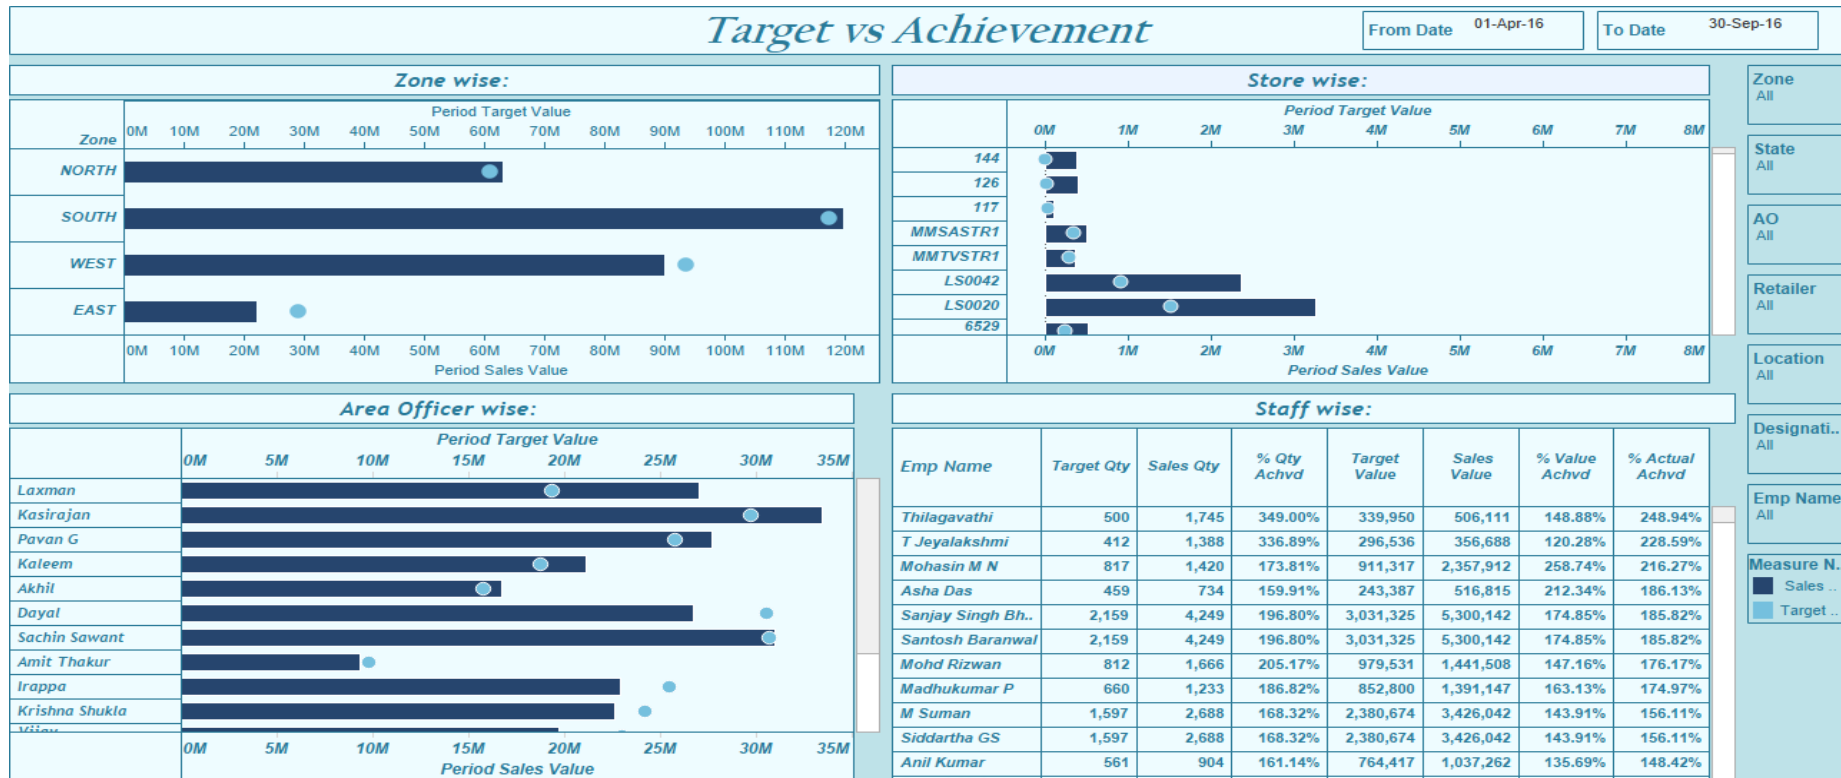 Target vs Achievement
From Date 01-Apr-16
To Date 30-Sep-16
Zone wise:
Period Target Value
Zone
0M 10M 20M 30M 40M 50M 60M 70M 80M 90M 100M 110M 120M
NORTH
SOUTH
WEST
EAST
0M 10M 20M 30M 40M 50M 60M 70M 80M 90M 100M 110M 120M
Period Sales Value
Store wise:
Period Target Value
0M 1M 2M 3M 4M 5M 6M 7M 8M
144
126
117
MMSASTR1
MMTVSTR1
LS0042
LS0020
6529
0M 1M 2M 3M 4M 5M 6M 7M 8M
Period Sales Value
Zone
All
State
All
AO
All
Retailer
All
Location
All
Designati..
All
Emp Name
All
Measure N..
Sales ..
Target ..
Area Officer wise:
Period Target Value
0M 5M 10M 15M 20M 25M 30M 35M
Laxman
Kasirajan
Pavan G
Kaleem
Akhil
Dayal
Sachin Sawant
Amit Thakur
Irappa
Krishna Shukla
0M 5M 10M 15M 20M 25M 30M 35M
Period Sales Value
Staff wise:
Emp Name Target Qty Sales Qty % Qty Achvd Target Value Sales Value % Value Achvd % Actual Achvd
Thilagavathi 500 1,745 349.00% 339,950 506,111 148.88% 248.94%
T Jeyalakshmi 412 1,388 336.89% 296,536 356,688 120.28% 228.59%
Mohasin M N 817 1,420 173.81% 911,317 2,357,912 258.74% 216.27%
Asha Das 459 734 159.91% 243,387 516,815 212.34% 186.13%
Sanjay Singh Bh.. 2,159 4,249 196.80% 3,031,325 5,300,142 174.85% 185.82%
Santosh Baranwal 2,159 4,249 196.80% 3,031,325 5,300,142 174.85% 185.82%
Mohd Rizwan 812 1,666 205.17% 979,531 1,441,508 147.16% 176.17%
Madhukumar P 660 1,233 186.82% 852,800 1,391,147 163.13% 174.97%
M Suman 1,597 2,688 168.32% 2,380,674 3,426,042 143.91% 156.11%
Siddartha GS 1,597 2,688 168.32% 2,380,674 3,426,042 143.91% 156.11%
Anil Kumar 561 904 161.14% 764,417 1,037,262 135.69% 148.42%